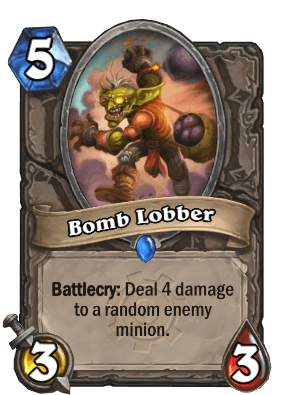 5
Bomb Lobber
Battlecry: Deal 4 damage
to a random enemy
minion.
3
3